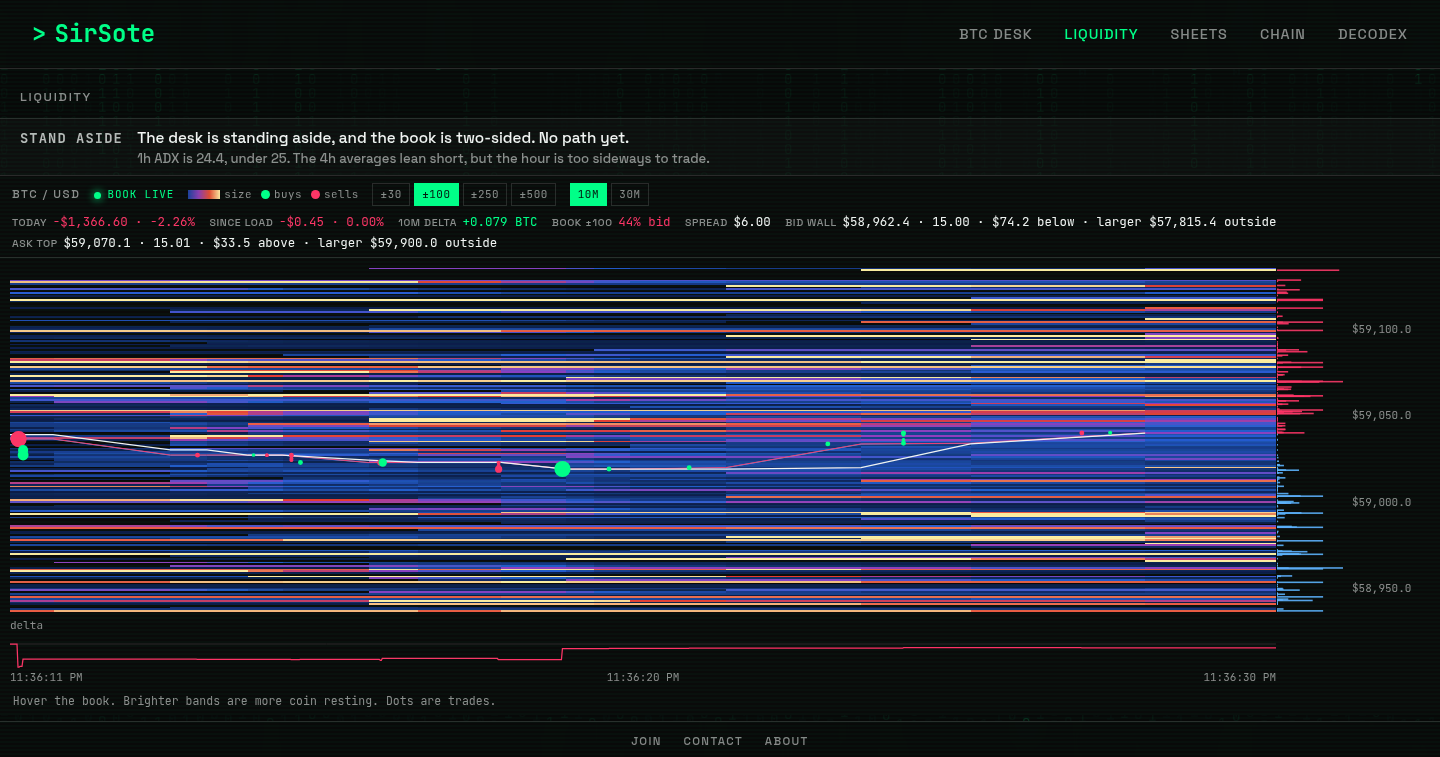 > SirSote
BTC DESK LIQUIDITY SHEETS CHAIN DECODEX
LIQUIDITY
STAND ASIDE The desk is standing aside, and the book is two-sided. No path yet.
1h ADX is 24.4, under 25. The 4h averages lean short, but the hour is too sideways to trade.
BTC / USD BOOK LIVE size buys sells ±30 ±100 ±250 ±500 10M 30M
TODAY -$1,366.60 · -2.26% SINCE LOAD -$0.45 · 0.00% 10M DELTA +0.079 BTC BOOK ±100 44% bid SPREAD $6.00 BID WALL $58,962.4 · 15.00 · $74.2 below · larger $57,815.4 outside
ASK TOP $59,070.1 · 15.01 · $33.5 above · larger $59,900.0 outside
$59,100.0
$59,050.0
$59,000.0
$58,950.0
delta
11:36:11 PM 11:36:20 PM 11:36:30 PM
Hover the book. Brighter bands are more coin resting. Dots are trades.
JOIN CONTACT ABOUT